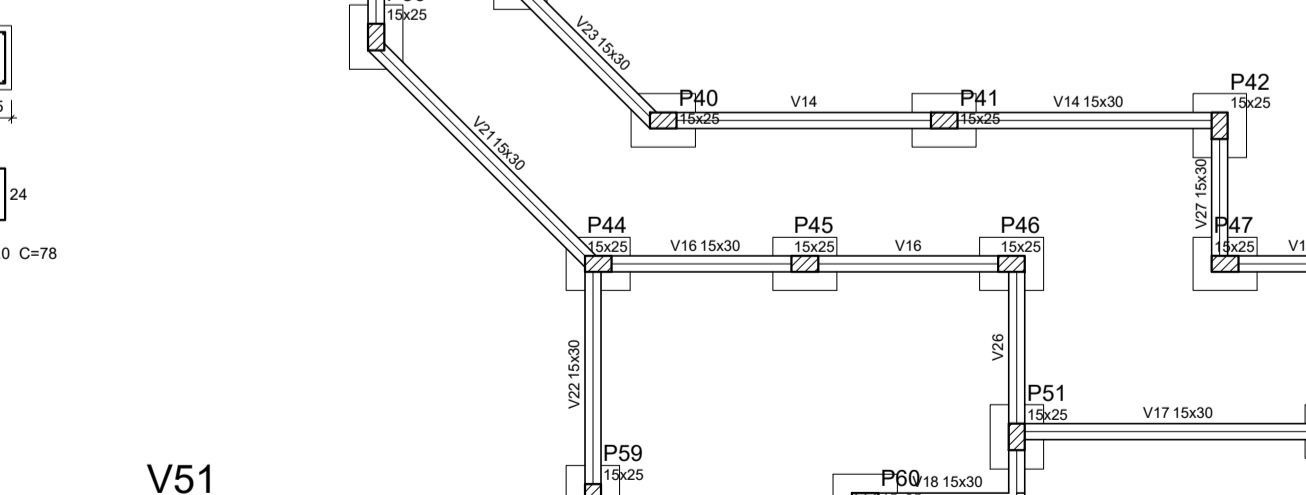 15x25
V23 15x30
P42
15x25
P40
15x25
V14
P41
15x25
V14 15x30
V21 15x30
24
V27 15x30
P44
15x25
V16 15x30
P45
15x25
V16
P46
15x25
P47
15x25
C=78
V22 15x30
V26
P51
15x25
V17 15x30
P59
15x25
V51
P60
V18 15x30